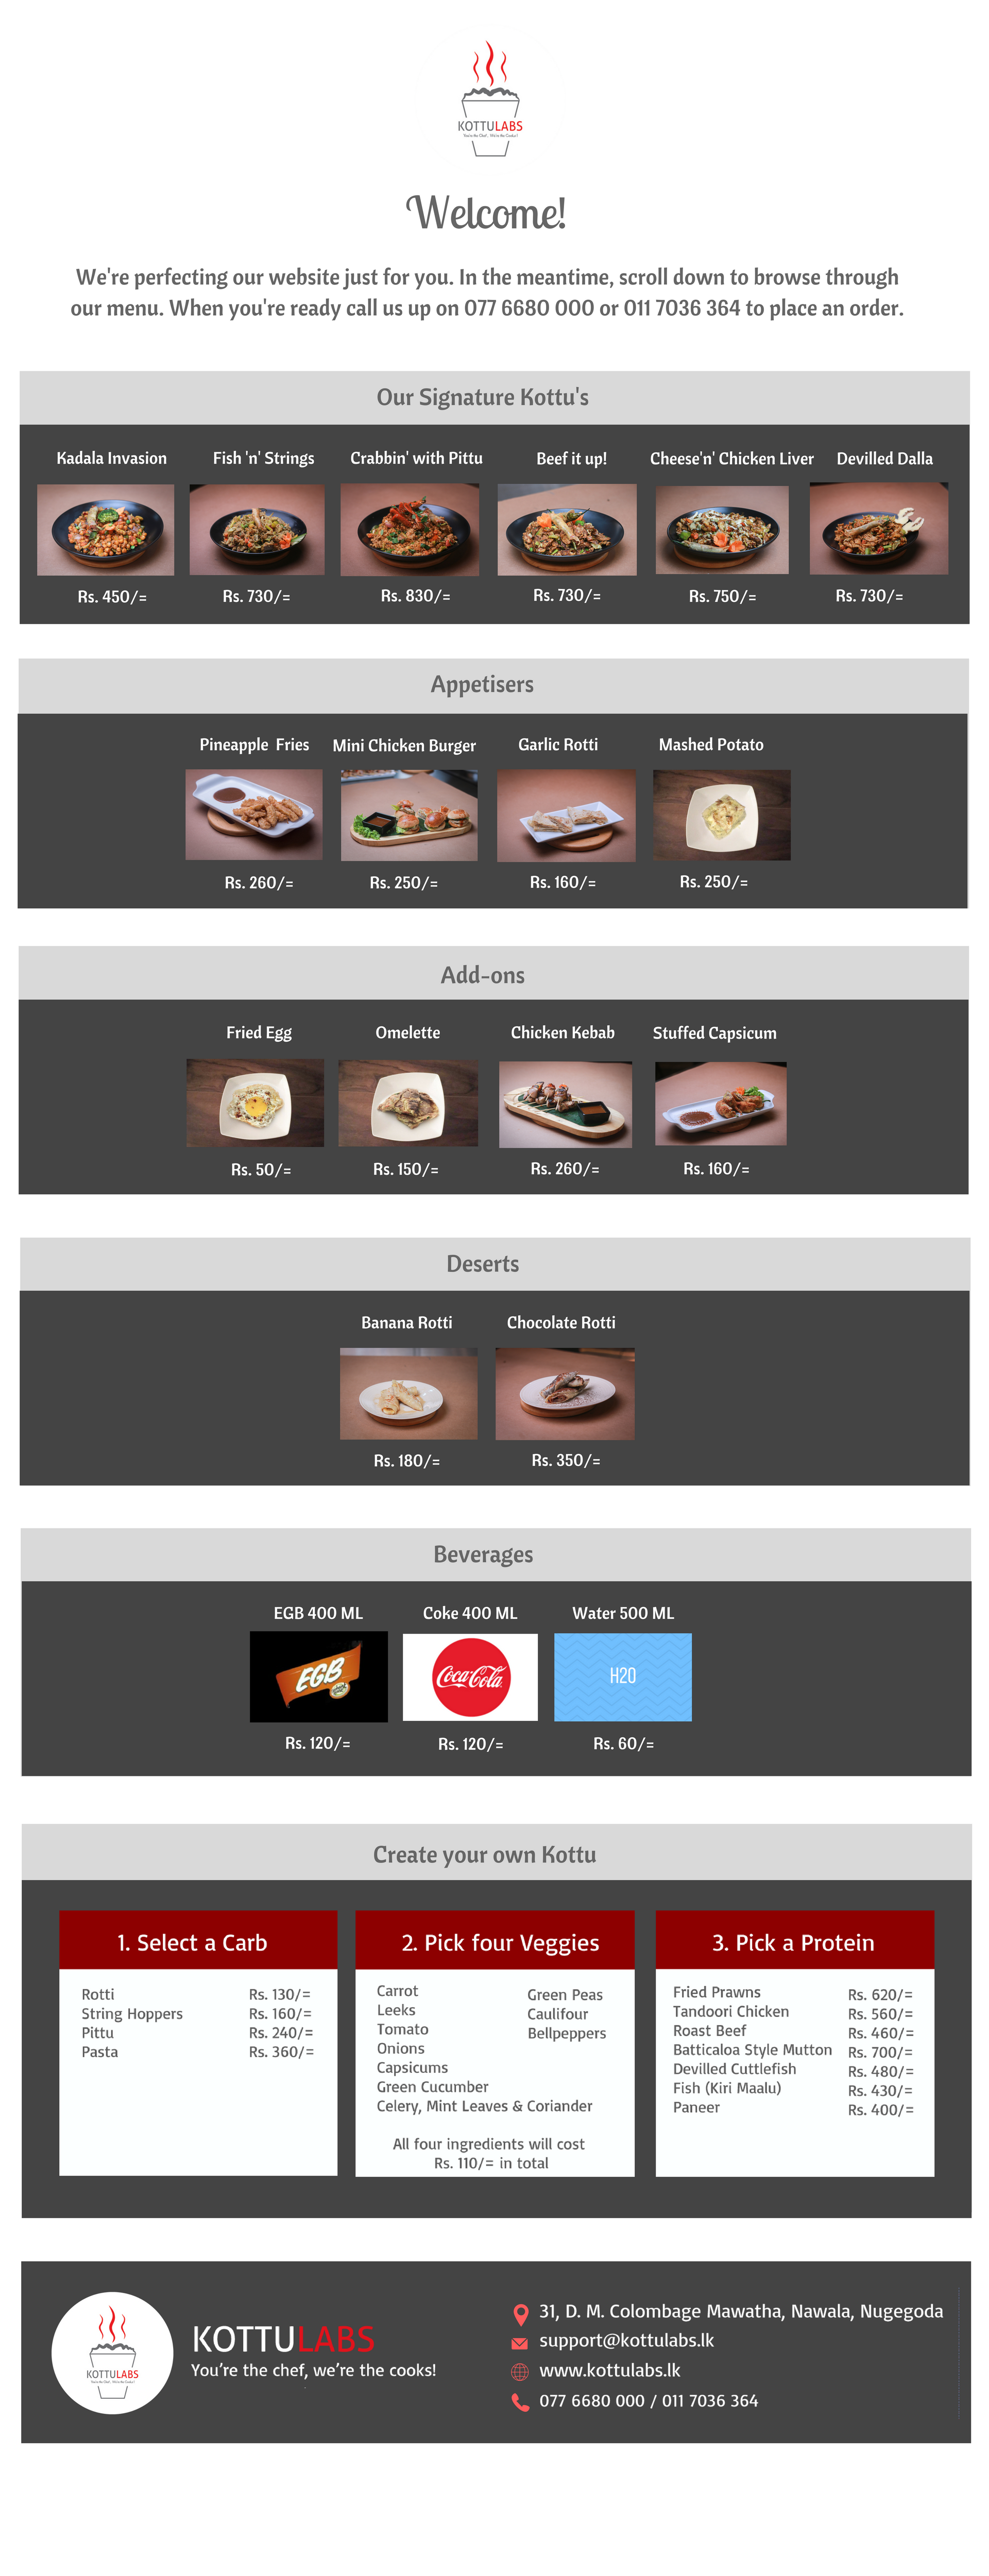 KOTTULABS
You're the Chef, We're the Cooks!
Welcome!
We're perfecting our website just for you. In the meantime, scroll down to browse through
our menu. When you're ready call us up on 077 6680 000 or 011 7036 364 to place an order.
Our Signature Kottu's
Kadala Invasion Fish 'n' Strings Crabbin' with Pittu Beef it up! Cheese'n' Chicken Liver Devilled Dalla
Rs. 450/= Rs. 730/= Rs. 830/= Rs. 730/= Rs. 750/= Rs. 730/=
Appetisers
Pineapple Fries Mini Chicken Burger Garlic Rotti Mashed Potato
Rs. 260/= Rs. 250/= Rs. 160/= Rs. 250/=
Add-ons
Fried Egg Omelette Chicken Kebab Stuffed Capsicum
Rs. 50/= Rs. 150/= Rs. 260/= Rs. 160/=
Deserts
Banana Rotti Chocolate Rotti
Rs. 180/= Rs. 350/=
Beverages
EGB 400 ML Coke 400 ML Water 500 ML
EGB Coca-Cola H2O
Rs. 120/= Rs. 120/= Rs. 60/=
Create your own Kottu
1. Select a Carb
Rotti Rs. 130/=
String Hoppers Rs. 160/=
Pittu Rs. 240/=
Pasta Rs. 360/=
2. Pick four Veggies
Carrot
Leeks
Tomato
Onions
Capsicums
Green Cucumber
Celery, Mint Leaves & Coriander
Green Peas
Caulifour
Bellpeppers
All four ingredients will cost
Rs. 110/= in total
3. Pick a Protein
Fried Prawns Rs. 620/=
Tandoori Chicken Rs. 560/=
Roast Beef Rs. 460/=
Batticaloa Style Mutton Rs. 700/=
Devilled Cuttlefish Rs. 480/=
Fish (Kiri Maalu) Rs. 430/=
Paneer Rs. 400/=
KOTTULABS
You're the Chef, We're the Cooks!
KOTTULABS
You're the chef, we're the cooks!
31, D. M. Colombage Mawatha, Nawala, Nugegoda
support@kottulabs.lk
www.kottulabs.lk
077 6680 000 / 011 7036 364